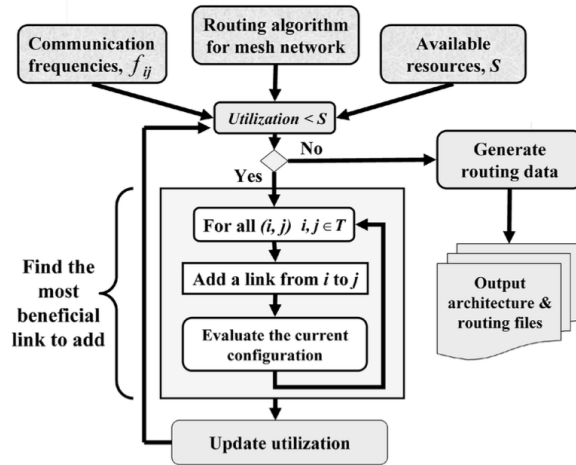 Communication
frequencies, f_ij
Routing algorithm
for mesh network
Available
resources, S
Utilization < S
No
Yes
Generate
routing data
For all (i, j) i, j ∈ T
Add a link from i to j
Evaluate the current
configuration
Find the
most
beneficial
link to add
Output
architecture &
routing files
Update utilization